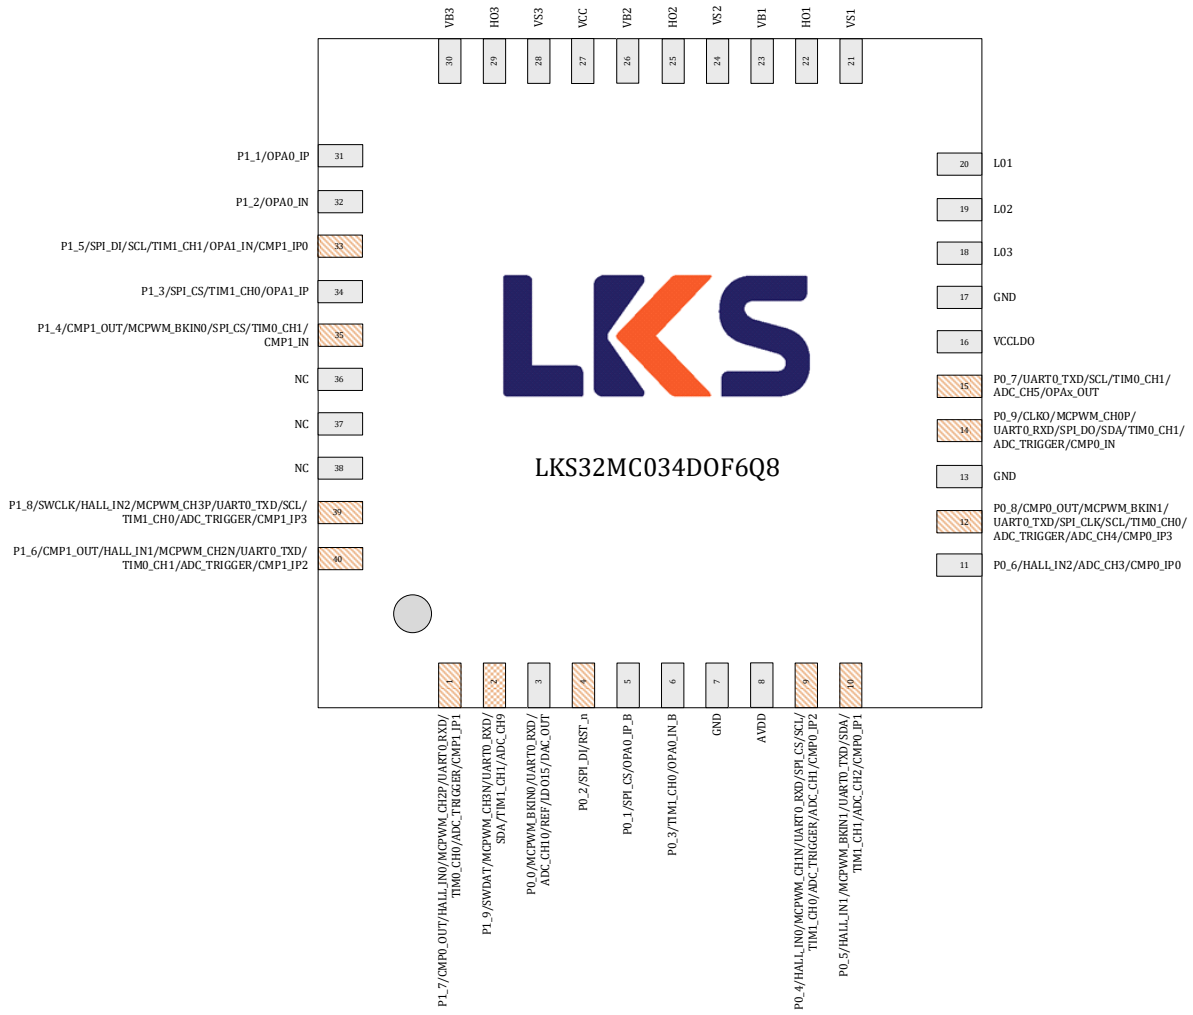 VB3
HO3
VS3
VCC
VB2
HO2
VS2
VB1
HO1
VS1
30
29
28
27
26
25
24
23
22
21
P1_1/OPA0_IP
31
P1_2/OPA0_IN
32
P1_5/SPI_DI/SCL/TIM1_CH1/OPA1_IN/CMP1_IP0
33
P1_3/SPI_CS/TIM1_CH0/OPA1_IP
34
P1_4/CMP1_OUT/MCPWM_BKIN0/SPI_CS/TIM0_CH1/
CMP1_IN
35
NC
36
NC
37
NC
38
P1_8/SWCLK/HALL_IN2/MCPWM_CH3P/UART0_TXD/SCL/
TIM1_CH0/ADC_TRIGGER/CMP1_IP3
39
P1_6/CMP1_OUT/HALL_IN1/MCPWM_CH2N/UART0_TXD/
TIM0_CH1/ADC_TRIGGER/CMP1_IP2
40
LKS
LKS32MC034DOF6Q8
20
LO1
19
LO2
18
LO3
17
GND
16
VCCLDO
15
P0_7/UART0_TXD/SCL/TIM0_CH1/
ADC_CH5/OPAx_OUT
14
P0_9/CLKO/MCPWM_CH0P/
UART0_RXD/SPI_DO/SDA/TIM0_CH1/
ADC_TRIGGER/CMP0_IN
13
GND
12
P0_8/CMP0_OUT/MCPWM_BKIN1/
UART0_TXD/SPI_CLK/SCL/TIM0_CH0/
ADC_TRIGGER/ADC_CH4/CMP0_IP3
11
P0_6/HALL_IN2/ADC_CH3/CMP0_IP0
1
2
3
4
5
6
7
8
9
10
P1_7/CMP0_OUT/HALL_IN0/MCPWM_CH2P/UART0_RXD/
TIM0_CH0/ADC_TRIGGER/CMP1_IP1
P1_9/SWDAT/MCPWM_CH3N/UART0_RXD/
SDA/TIM1_CH1/ADC_CH9
P0_0/MCPWM_BKIN0/UART0_RXD/
ADC_CH10/REF/LDO15/DAC_OUT
P0_2/SPI_DI/RST_n
P0_1/SPI_CS/OPA0_IP_B
P0_3/TIM1_CH0/OPA0_IN_B
GND
AVDD
P0_4/HALL_IN0/MCPWM_CH1N/UART0_RXD/SPI_CS/SCL/
TIM1_CH0/ADC_TRIGGER/ADC_CH1/CMP0_IP2
P0_5/HALL_IN1/MCPWM_BKIN1/UART0_TXD/SDA/
TIM1_CH1/ADC_CH2/CMP0_IP1